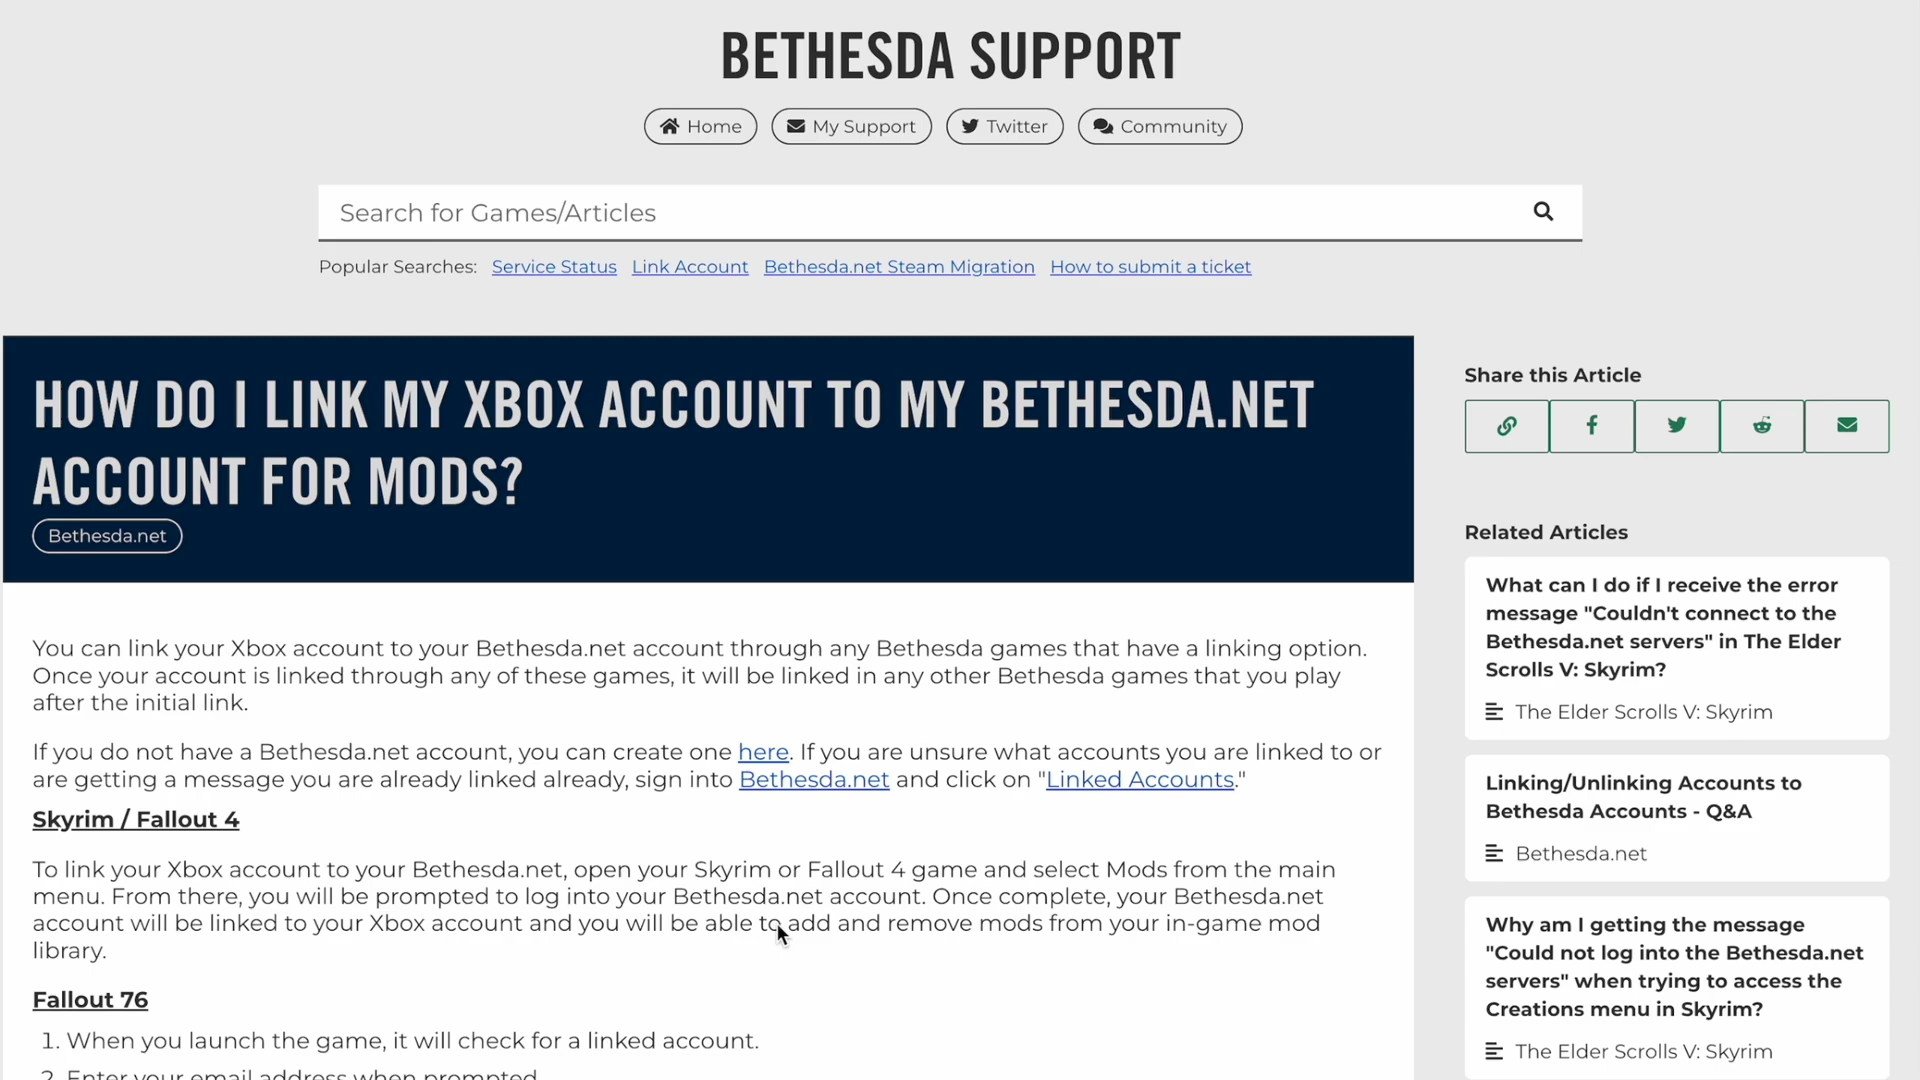 BETHESDA SUPPORT
Home
My Support
Twitter
Community
Search for Games/Articles
Popular Searches: Service Status Link Account Bethesda.net Steam Migration How to submit a ticket
HOW DO I LINK MY XBOX ACCOUNT TO MY BETHESDA.NET
ACCOUNT FOR MODS?
Bethesda.net
You can link your Xbox account to your Bethesda.net account through any Bethesda games that have a linking option.
Once your account is linked through any of these games, it will be linked in any other Bethesda games that you play
after the initial link.
If you do not have a Bethesda.net account, you can create one here. If you are unsure what accounts you are linked to or
are getting a message you are already linked already, sign into Bethesda.net and click on "Linked Accounts."
Skyrim / Fallout 4
To link your Xbox account to your Bethesda.net, open your Skyrim or Fallout 4 game and select Mods from the main
menu. From there, you will be prompted to log into your Bethesda.net account. Once complete, your Bethesda.net
account will be linked to your Xbox account and you will be able to add and remove mods from your in-game mod
library.
Fallout 76
1. When you launch the game, it will check for a linked account.
2. Enter your email address when prompted.
Share this Article
Related Articles
What can I do if I receive the error
message "Couldn't connect to the
Bethesda.net servers" in The Elder
Scrolls V: Skyrim?
The Elder Scrolls V: Skyrim
Linking/Unlinking Accounts to
Bethesda Accounts - Q&A
Bethesda.net
Why am I getting the message
"Could not log into the Bethesda.net
servers" when trying to access the
Creations menu in Skyrim?
The Elder Scrolls V: Skyrim